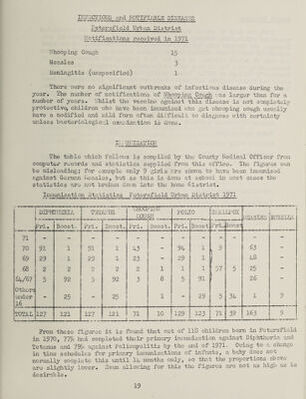 INFECTIOUS and NOTIFIABLE DISEASES
Petersfield Urban District
Notifications received in 1971
Whooping Cough 15
Measles 3
Meningitis (unspecified) 1
There were no significant outbreaks of infectious disease during the
year. The number of notifications of Whooping Cough was larger than for a
number of years. Whilst the vaccine against this disease is not completely
protective, children who have been immunised who get whooping cough usually
have a modified and mild form often difficult to diagnose with certainty
unless bacteriological examination is done.
IMMUNISATION
The table which follows is compiled by the County Medical Officer from
computer records and statistics supplied from this office. The figures can
be misleading; for example only 9 girls are shown to have been immunised
against German Measles, but as this is done at school in most cases the
statistics are not broken down into the home district.
Immunisation Statistics Petersfield Urban District 1971
DIPHTHERIA TETANUS WHOOPING COUGH POLIO SMALLPOX MEASLES RUBELLA
Pri. Boost. Pri. Boost. Pri. Boost. Pri. Boost. Pri. Boost.
71 - - - - - - - - - - - -
70 91 1 91 1 43 - 94 1 9 - 63 -
69 29 1 29 1 23 - 29 1 - - 48 -
68 2 2 2 2 2 1 1 1 57 5 25 -
64/67 5 92 5 92 3 8 5 91 - - 26 -
Others under 16 - 25 - 25 - 1 - 29 5 34 1 9
TOTAL 127 121 127 121 71 10 129 123 71 39 163 9
From these figures it is found that out of 118 children born in Petersfield
in 1970, 77% had completed their primary immunisation against Diphtheria and
Tetanus and 79% against Poliomyelitis by the end of 1971. Owing to a change
in time schedules for primary immunisations of infants, a baby does not
normally complete this until 14 months only, so that the proportions above
are slightly lower. Even allowing for this the figures are not as high as is
desirable.
19